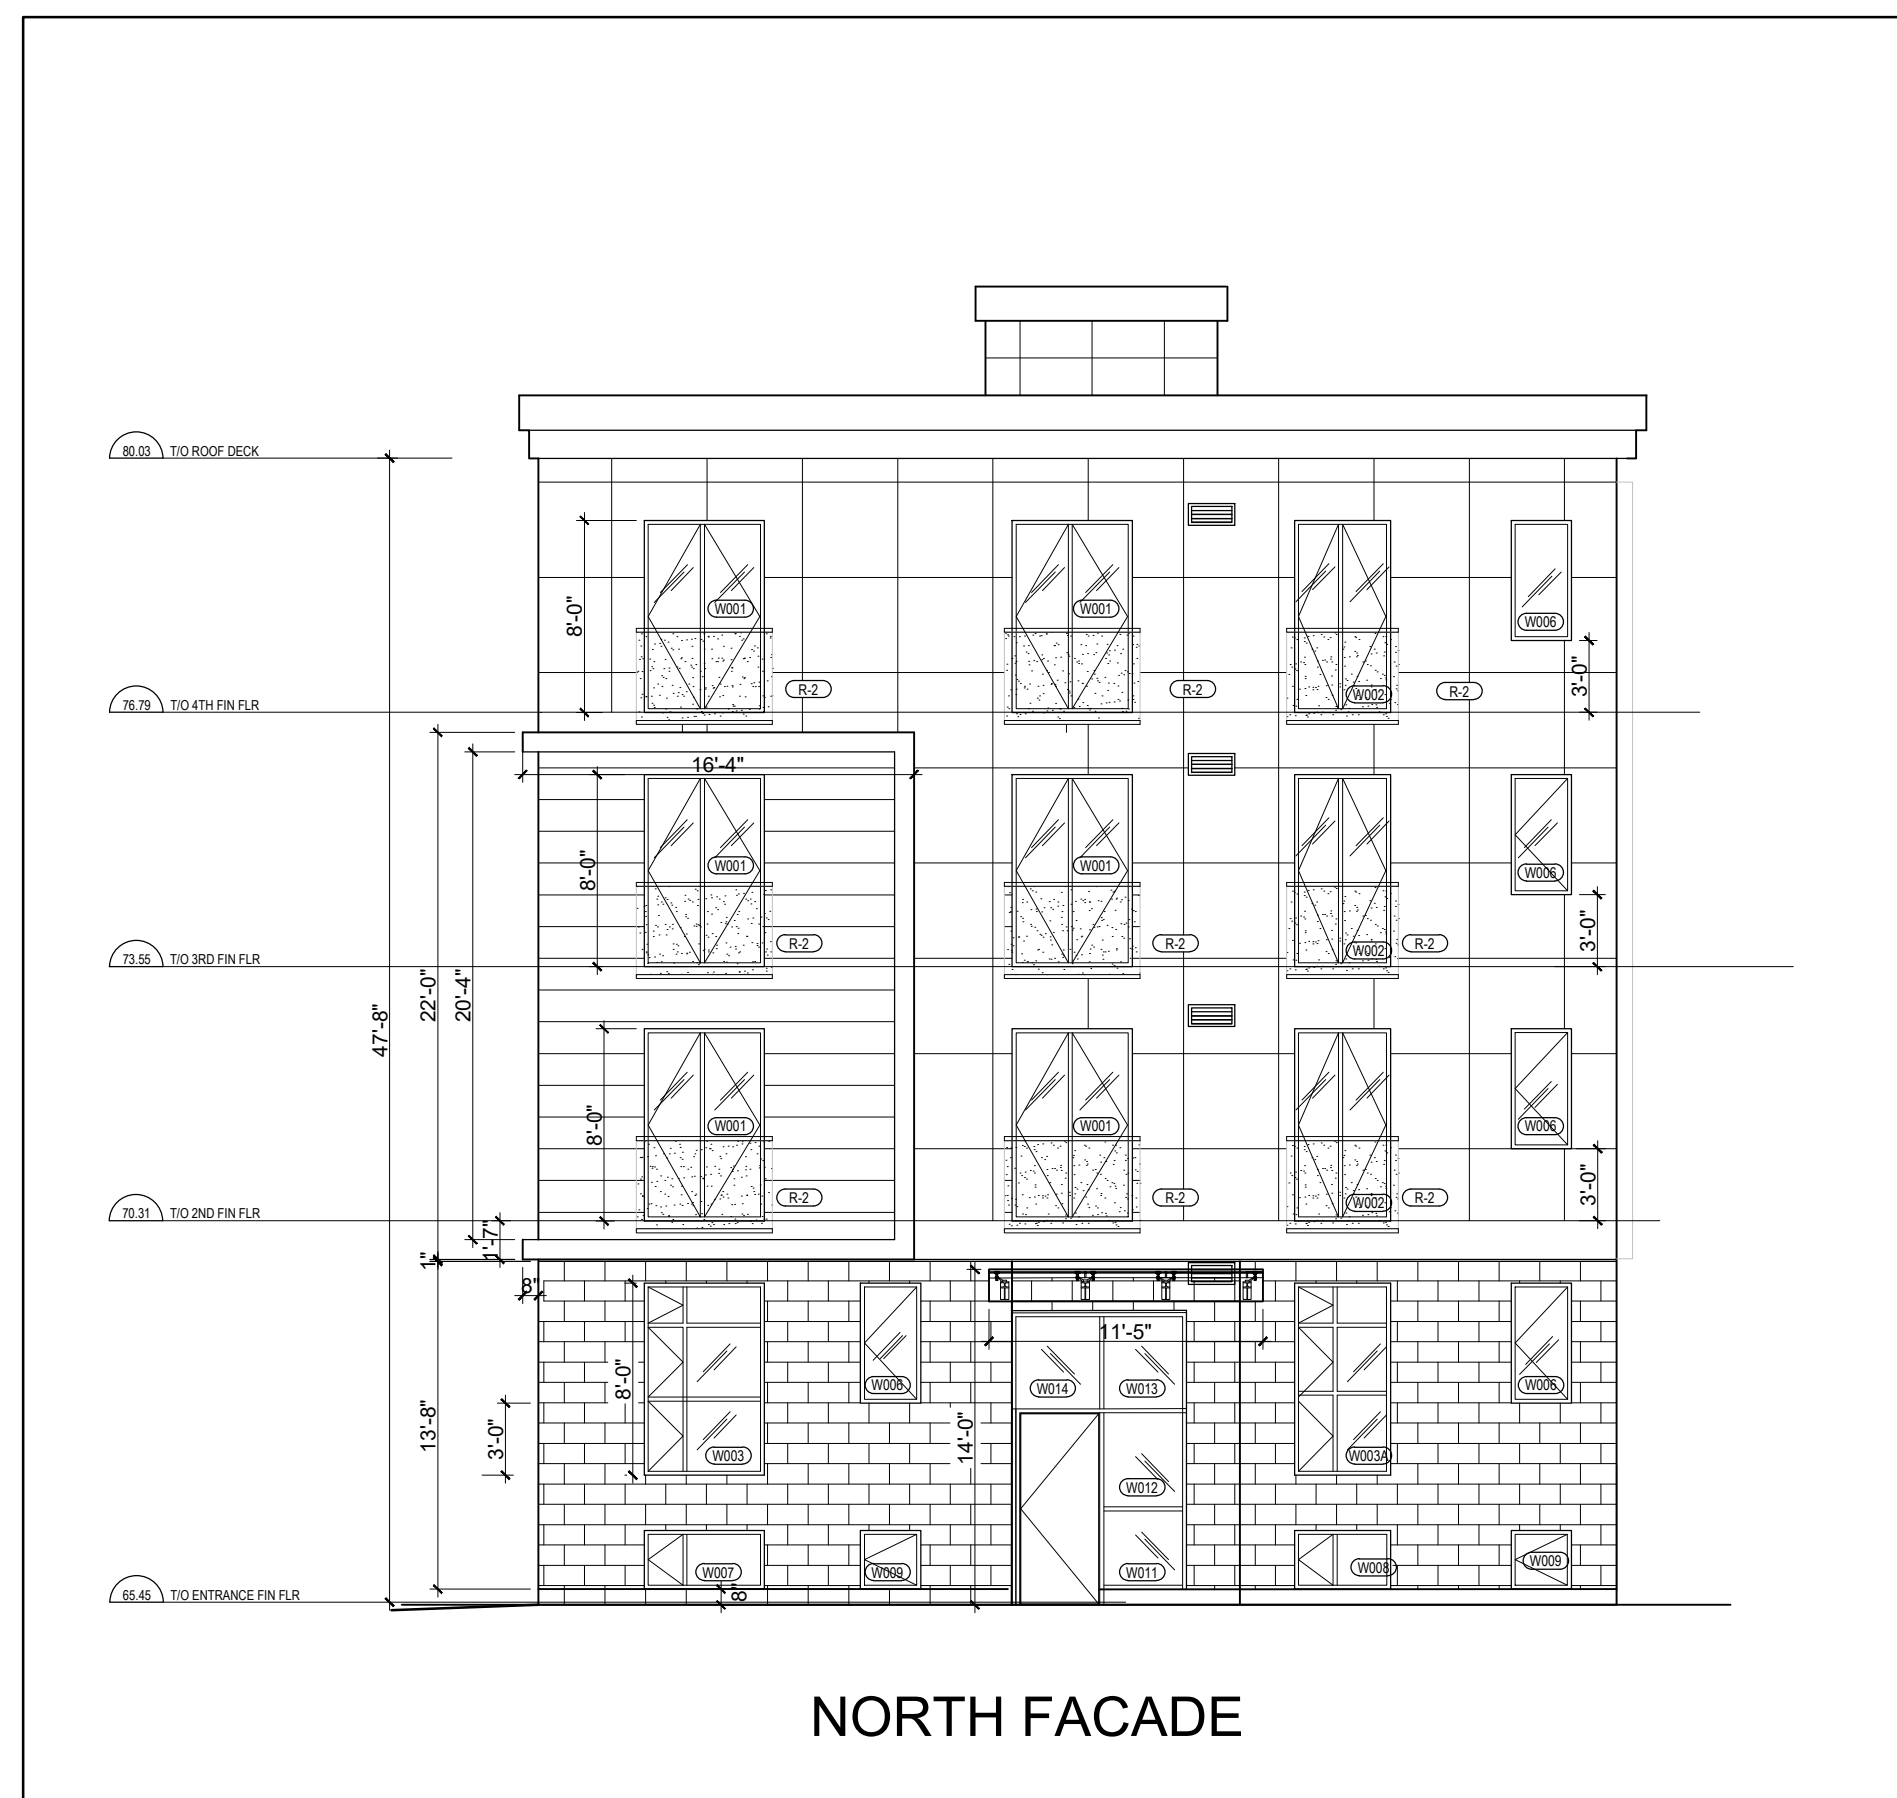 80.03 T/O ROOF DECK
8'-0"
W001
W001
W006
3'-0"
R-2
R-2
W002
R-2
76.79 T/O 4TH FIN FLR
16'-4"
8'-0"
W001
W001
W006
3'-0"
R-2
R-2
W002
R-2
73.55 T/O 3RD FIN FLR
47'-8"
22'-0"
20'-4"
8'-0"
W001
W001
W006
3'-0"
R-2
R-2
W002
R-2
70.31 T/O 2ND FIN FLR
1'-7"
1"
8"
11'-5"
8'-0"
W006
W014
W013
W006
13'-8"
3'-0"
14'-0"
W003
W003A
W012
W007
W009
W011
W008
W009
8"
65.45 T/O ENTRANCE FIN FLR
NORTH FACADE